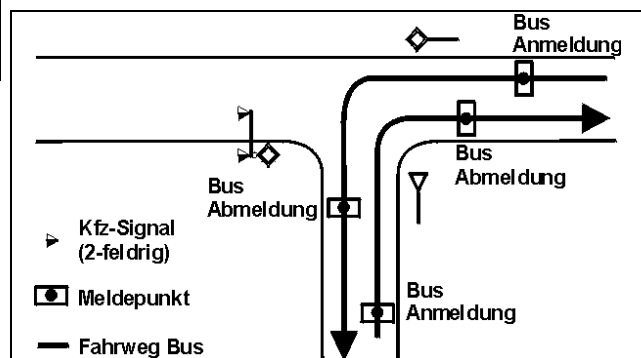 Bus
Anmeldung
Bus
Abmeldung
Bus
Abmeldung
Kfz-Signal
(2-feldrig)
Meldepunkt
Bus
Anmeldung
Fahrweg Bus